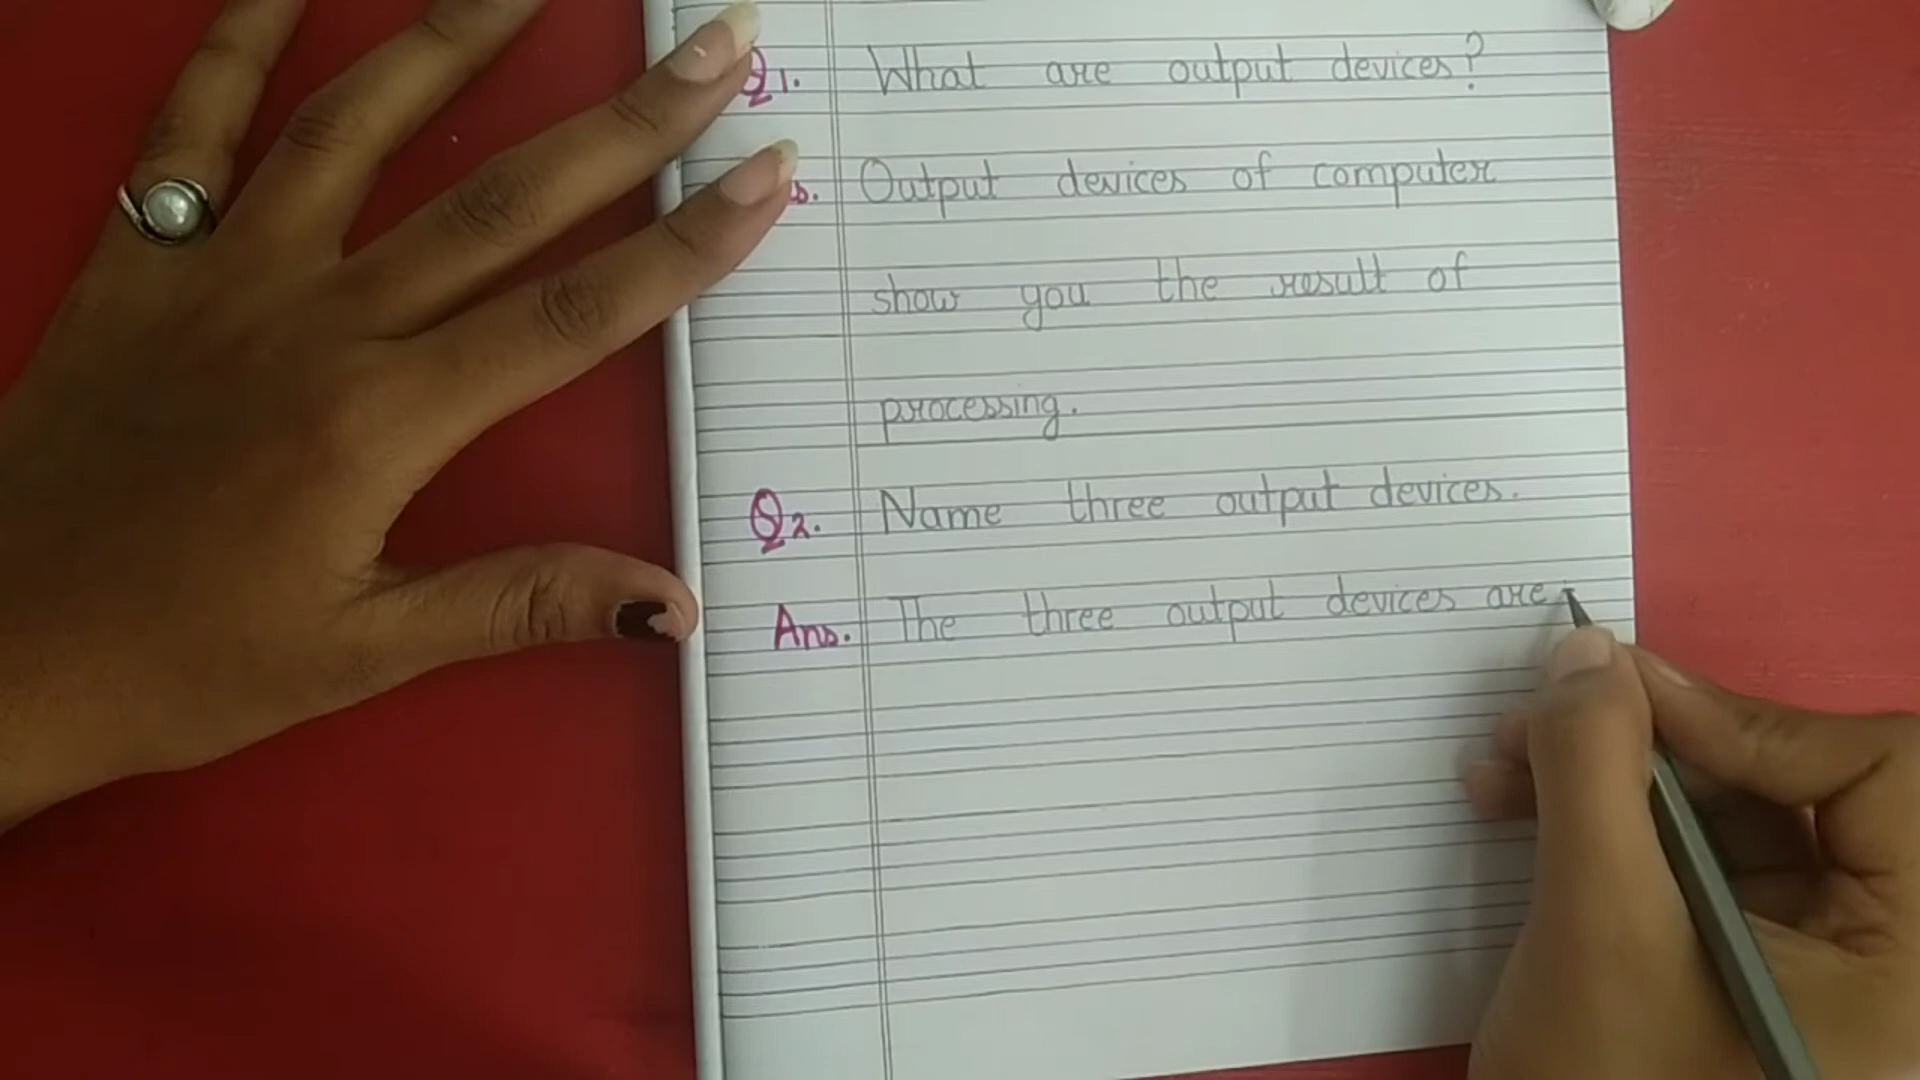 Q1. What are output devices?
s. Output devices of computer
show you the result of
processing.
Q2. Name three output devices.
Ans. The three output devices are